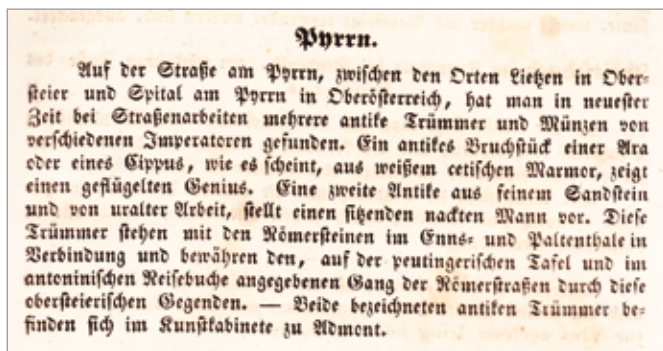 Pyrrn.
Auf der Straße am Pyrrn, zwischen den Orten Lietzen in Ober-
steier und Spital am Pyrrn in Oberösterreich, hat man in neuester
Zeit bei Straßenarbeiten mehrere antike Trümmer und Münzen von
verschiedenen Imperatoren gefunden. Ein antikes Bruchstück einer Ara
oder eines Cippus, wie es scheint, aus weißem cetischen Marmor, zeigt
einen geflügelten Genius. Eine zweite Antike aus feinem Sandstein
und von uralter Arbeit, stellt einen sitzenden nackten Mann vor. Diese
Trümmer stehen mit den Römersteinen im Enns- und Paltenthale in
Verbindung und bewähren den, auf der peutingerischen Tafel und im
antoninischen Reisebuche angegebenen Gang der Römerstraßen durch diese
obersteierischen Gegenden. — Beide bezeichneten antiken Trümmer be-
finden sich im Kunstkabinete zu Admont.